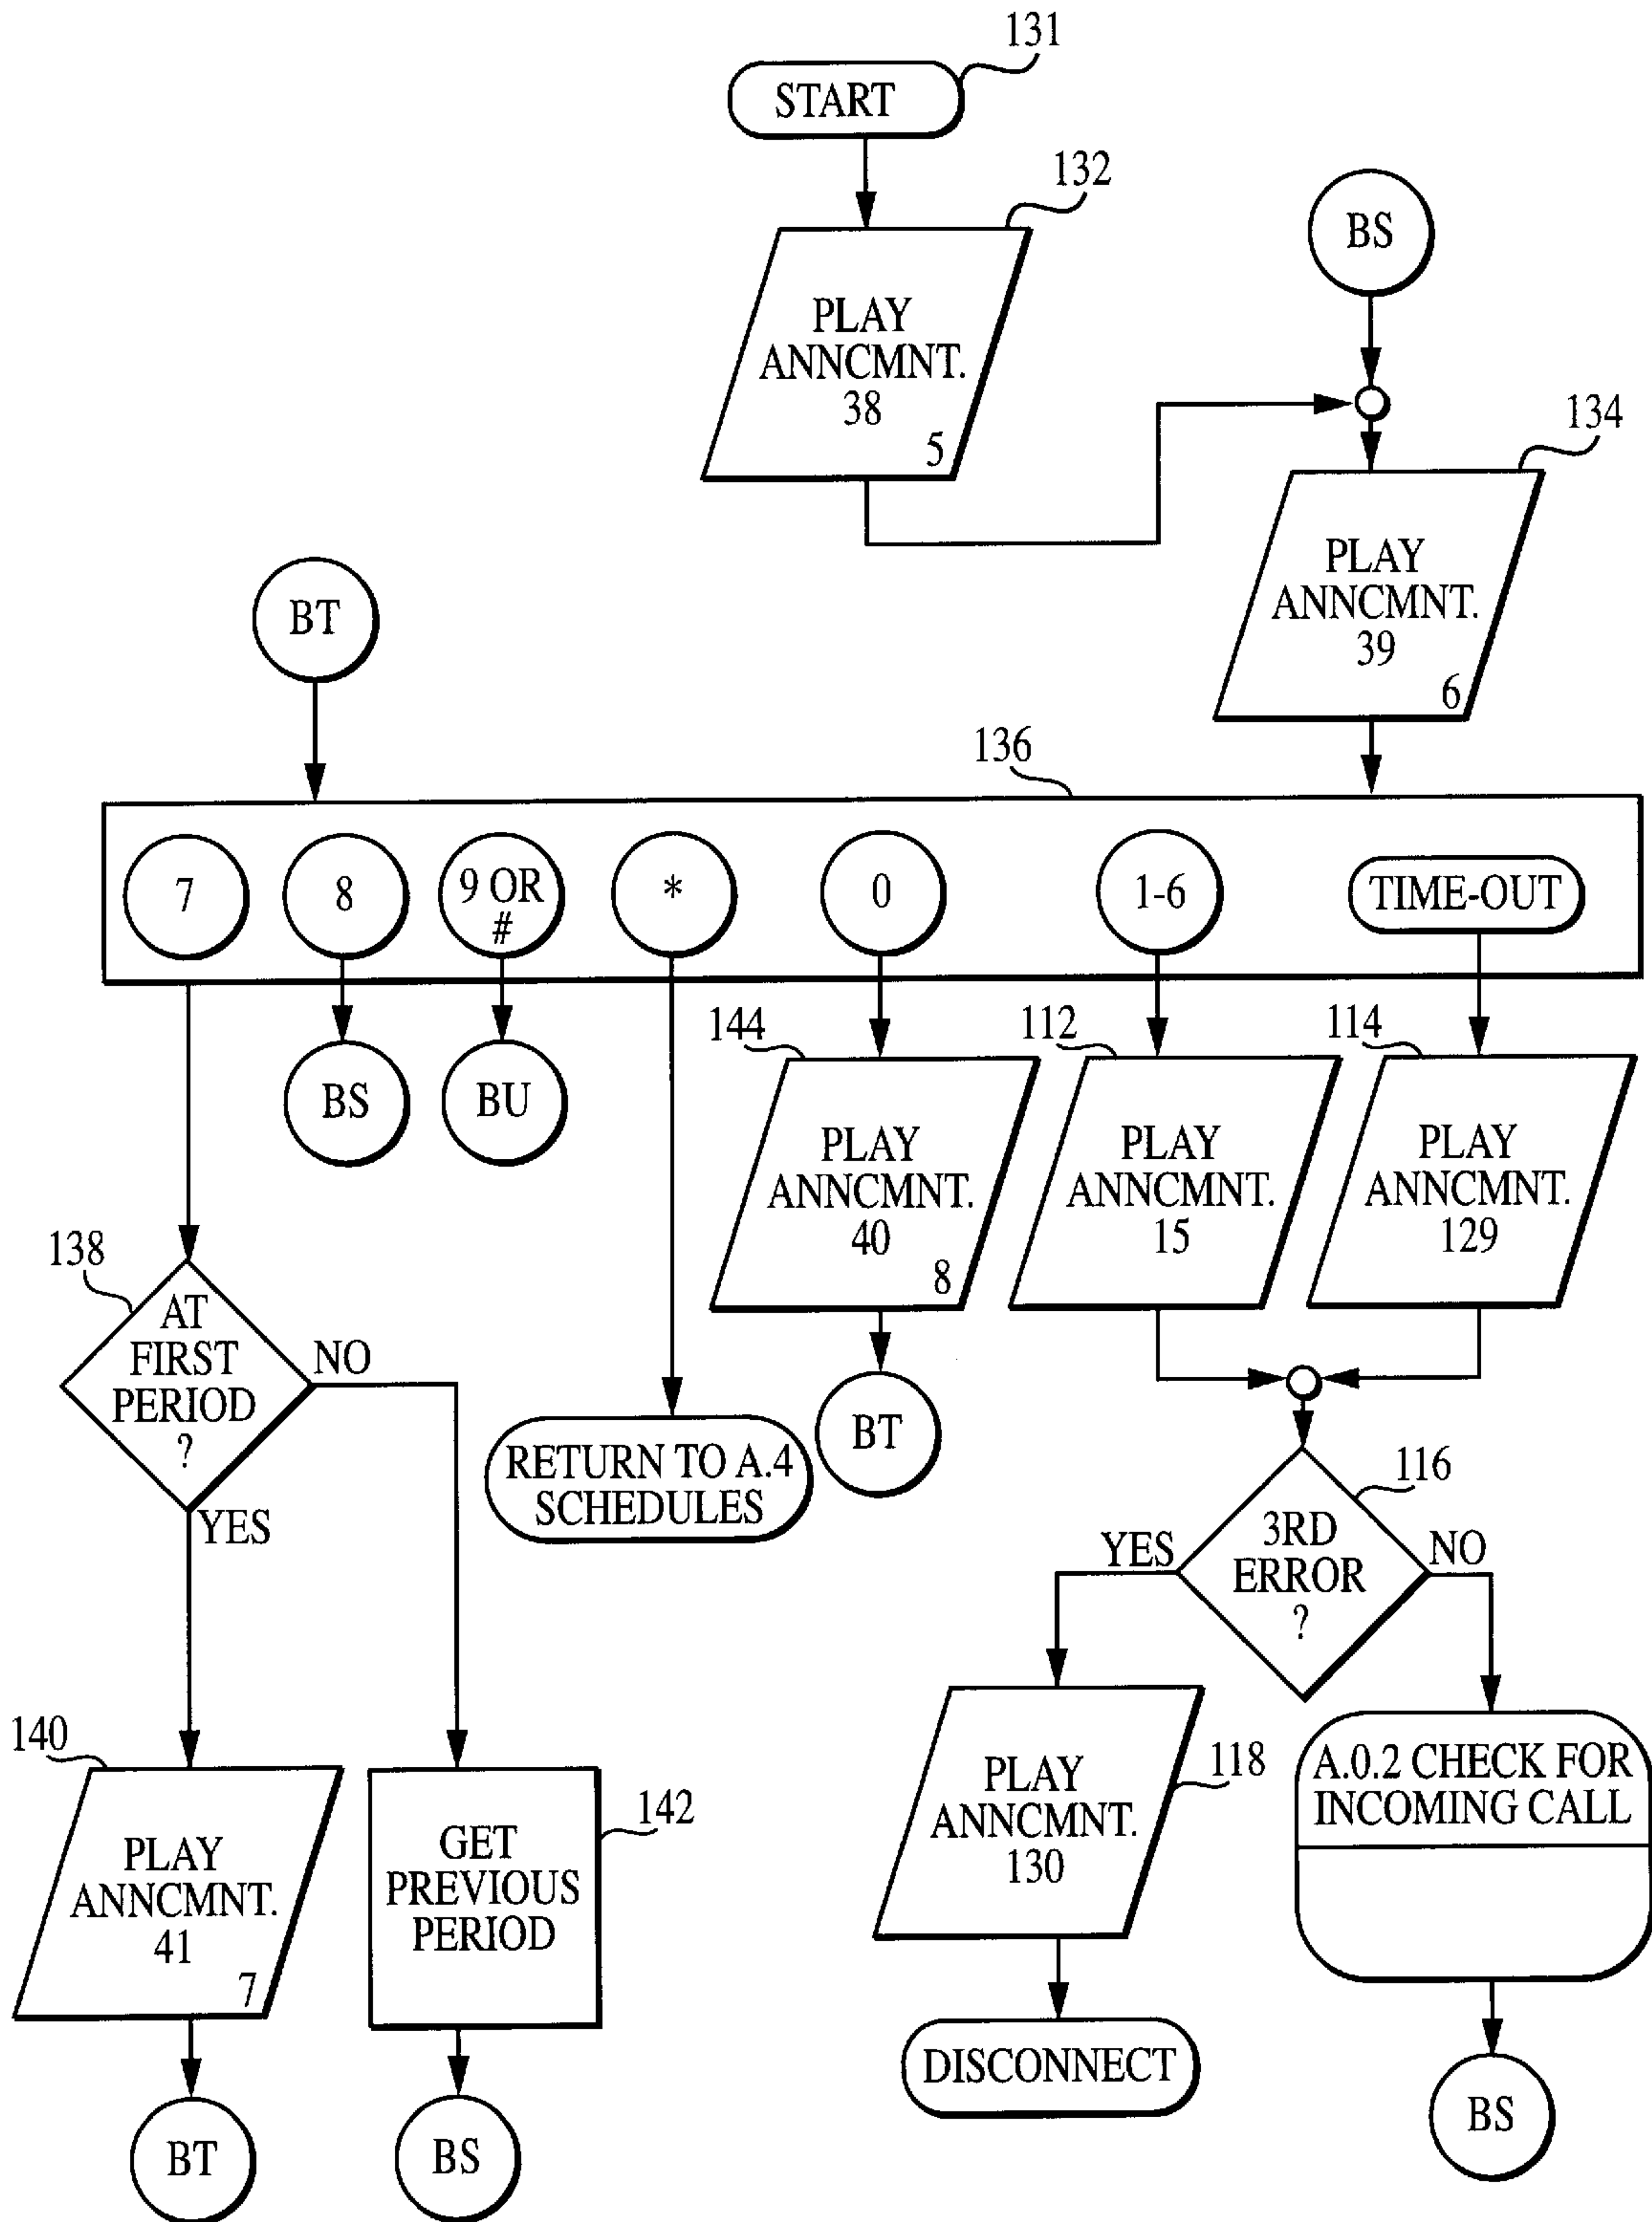 131
START
132
PLAY
ANNCMNT.
38
5
BS
134
PLAY
ANNCMNT.
39
6
BT
136
7
8
9 OR
#
*
0
1-6
TIME-OUT
BS
BU
144
PLAY
ANNCMNT.
40
8
BT
112
PLAY
ANNCMNT.
15
114
PLAY
ANNCMNT.
129
138
AT
FIRST
PERIOD
?
NO
YES
RETURN TO A.4
SCHEDULES
116
3RD
ERROR
?
YES
NO
140
PLAY
ANNCMNT.
41
7
BT
142
GET
PREVIOUS
PERIOD
BS
118
PLAY
ANNCMNT.
130
DISCONNECT
A.0.2 CHECK FOR
INCOMING CALL
BS